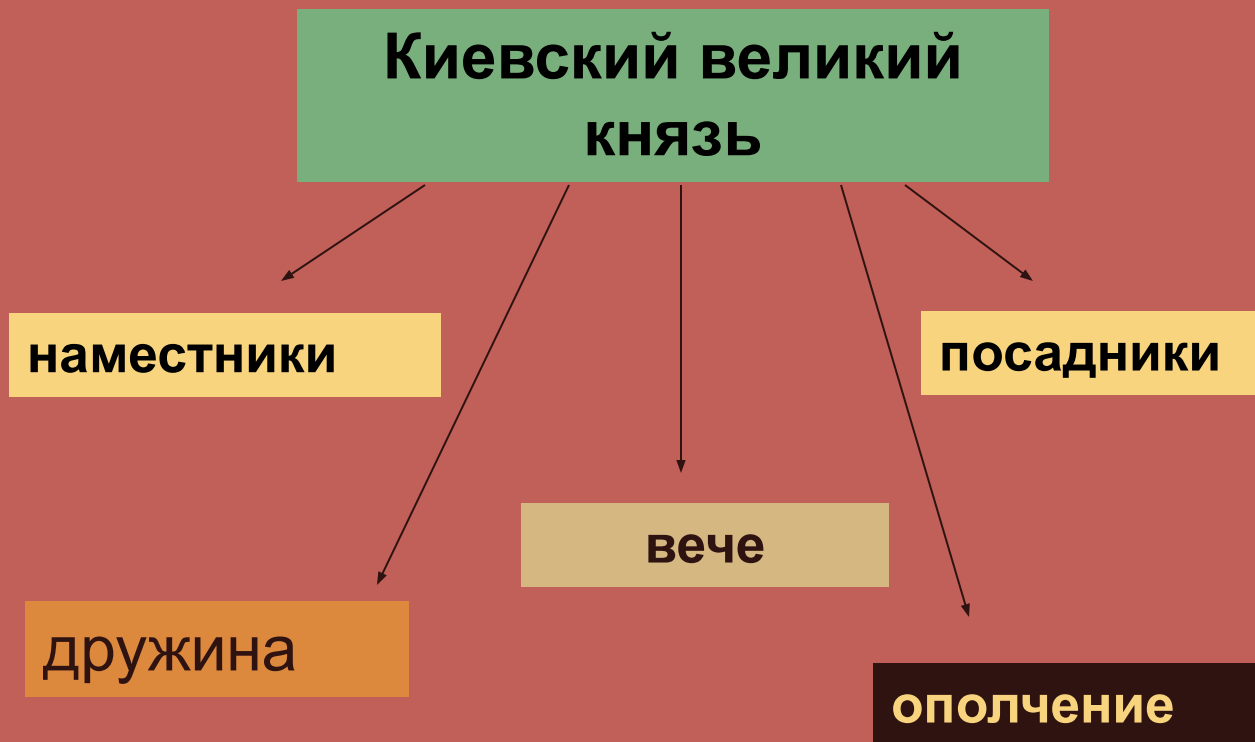 Киевский великий
князь
наместники
посадники
вече
дружина
ополчение